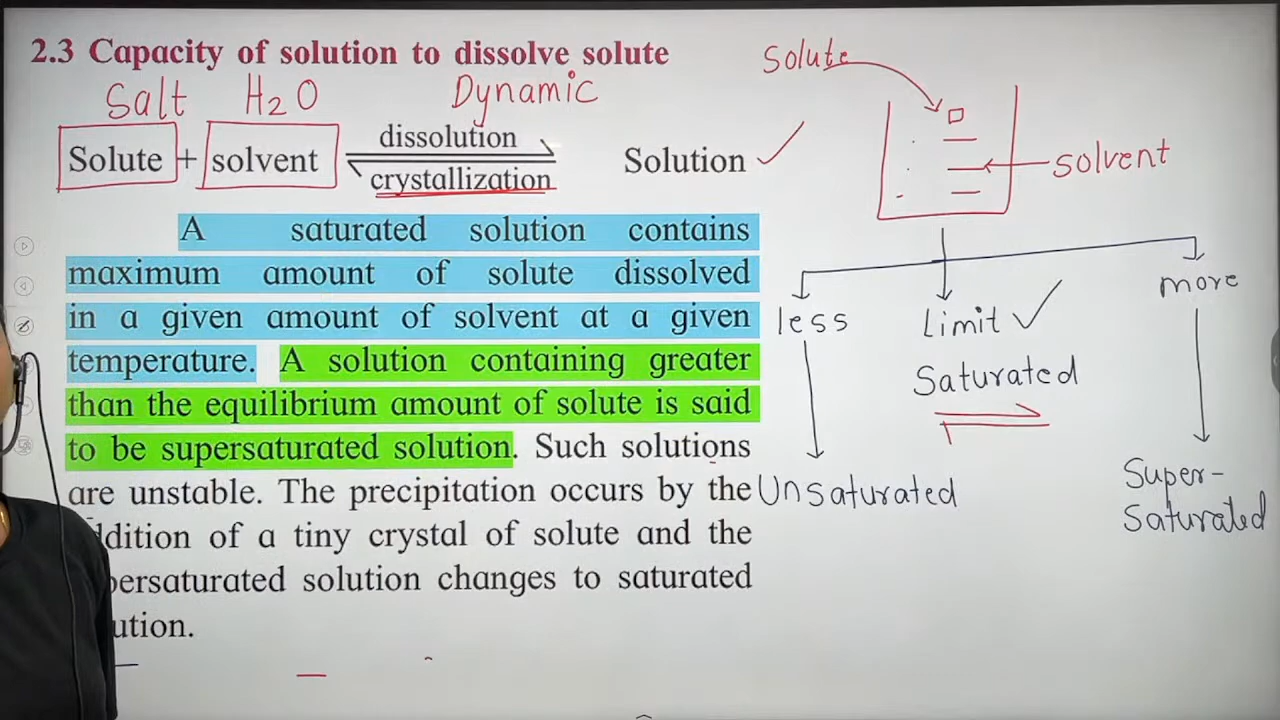 2.3 Capacity of solution to dissolve solute
Salt H2O Dynamic
Solute + solvent dissolution crystallization Solution ✓
A saturated solution contains
maximum amount of solute dissolved
in a given amount of solvent at a given
temperature. A solution containing greater
than the equilibrium amount of solute is said
to be supersaturated solution. Such solutions
are unstable. The precipitation occurs by the
ddition of a tiny crystal of solute and the
persaturated solution changes to saturated
ution.
Solute
solvent
less
Limit ✓
more
Saturated
Unsaturated
Super-
Saturated